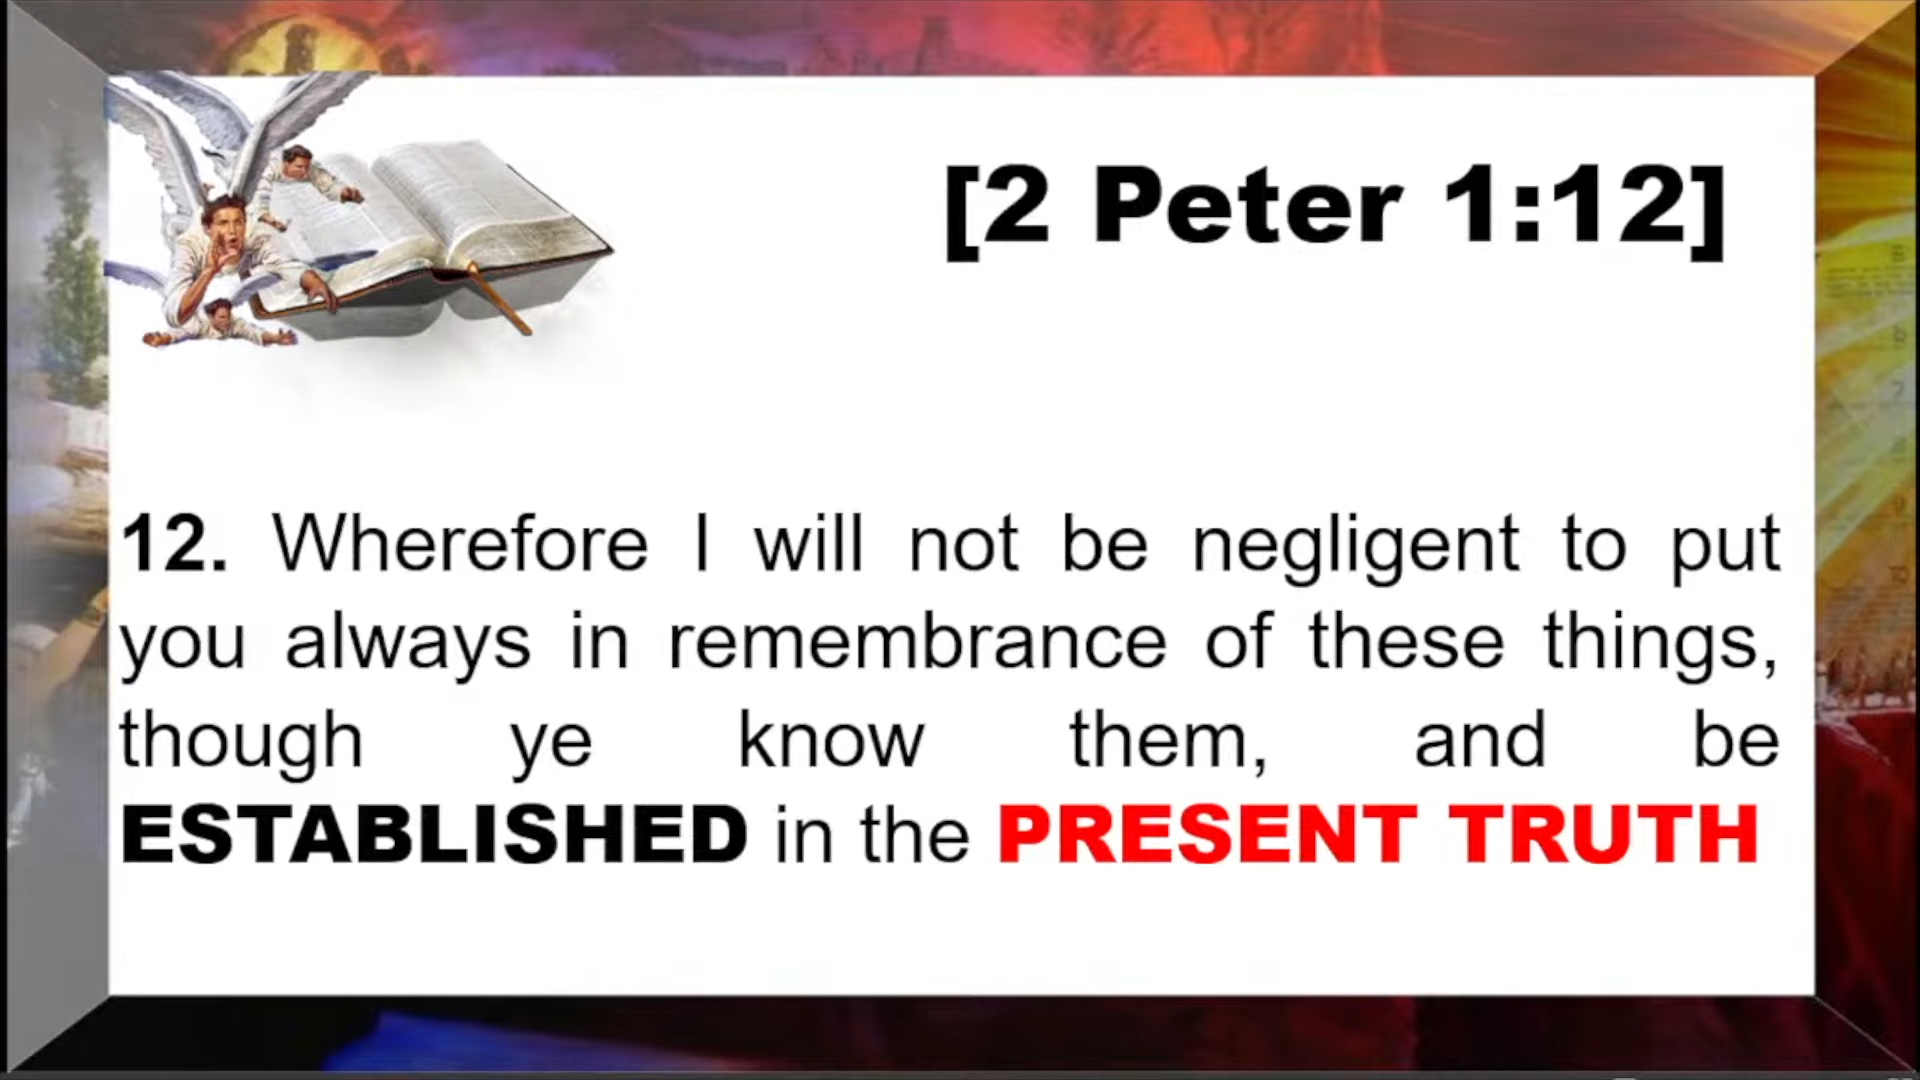 [2 Peter 1:12]
12. Wherefore I will not be negligent to put
you always in remembrance of these things,
though ye know them, and be
ESTABLISHED in the PRESENT TRUTH